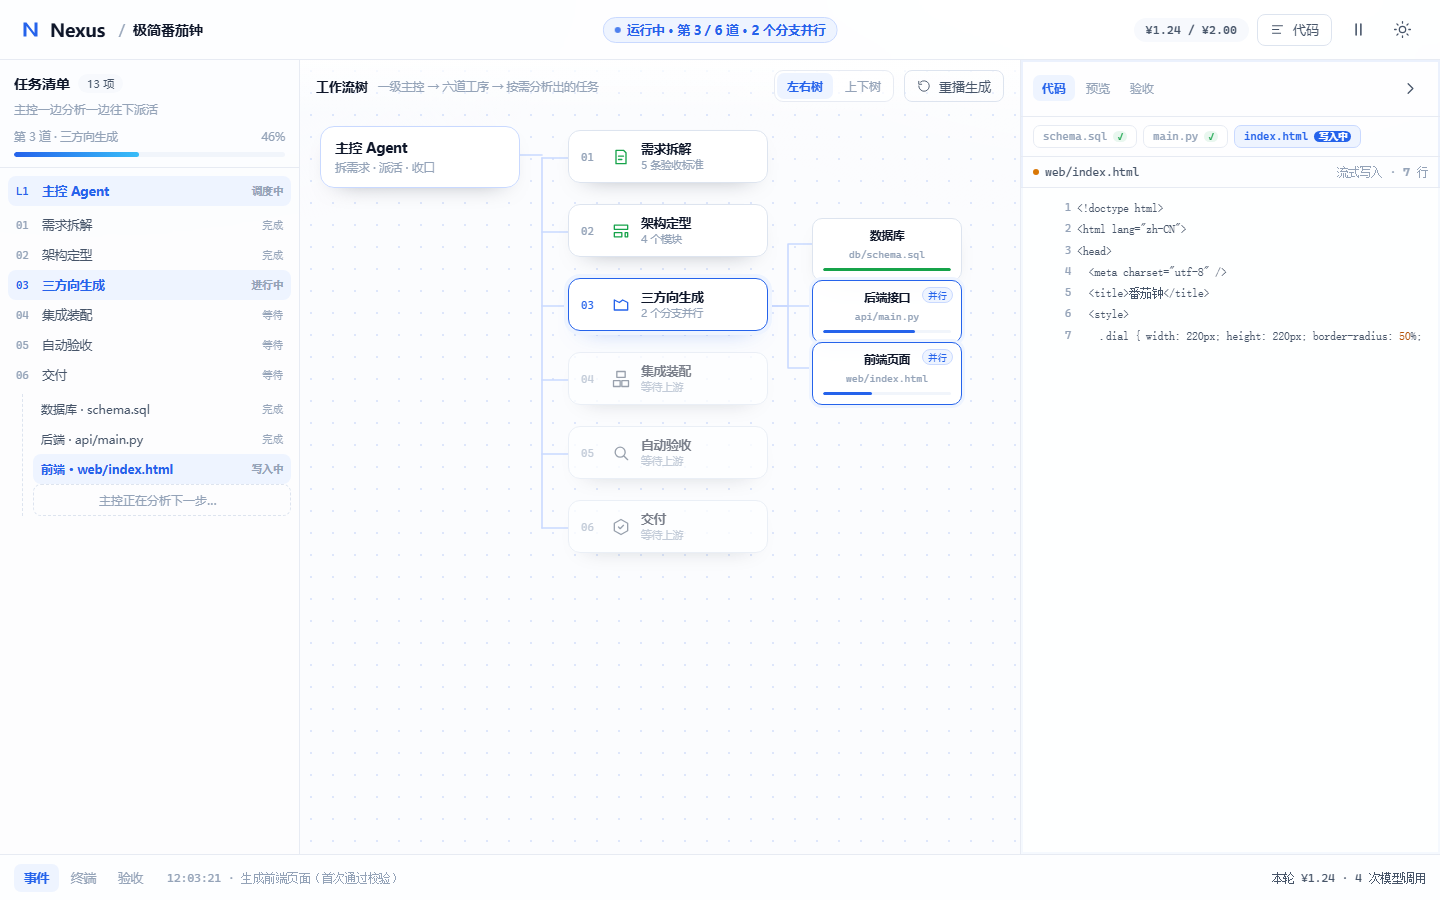 Nexus / 极简番茄钟
运行中 • 第 3 / 6 道 • 2 个分支并行
¥1.24 / ¥2.00
代码
任务清单 13 项
主控一边分析一边往下派活
第 3 道 · 三方向生成 46%
L1 主控 Agent 调度中
01 需求拆解 完成
02 架构定型 完成
03 三方向生成 进行中
04 集成装配 等待
05 自动验收 等待
06 交付 等待
数据库 · schema.sql 完成
后端 · api/main.py 完成
前端 • web/index.html 写入中
主控正在分析下一步...
工作流树 一级主控 → 六道工序 → 按需分析出的任务
左右树 上下树
重播生成
主控 Agent
拆需求 · 派活 · 收口
01 需求拆解
5 条验收标准
02 架构定型
4 个模块
03 三方向生成
2 个分支并行
04 集成装配
等待上游
05 自动验收
等待上游
06 交付
等待上游
数据库
db/schema.sql
后端接口 并行
api/main.py
前端页面 并行
web/index.html
代码 预览 验收
schema.sql ✓ main.py ✓ index.html 写入中
web/index.html 流式写入 · 7 行
1 <!doctype html>
2 <html lang="zh-CN">
3 <head>
4 <meta charset="utf-8" />
5 <title>番茄钟</title>
6 <style>
7 .dial { width: 220px; height: 220px; border-radius: 50%;
事件 终端 验收 12:03:21 · 生成前端页面（首次通过校验）
本轮 ¥1.24 · 4 次模型调用